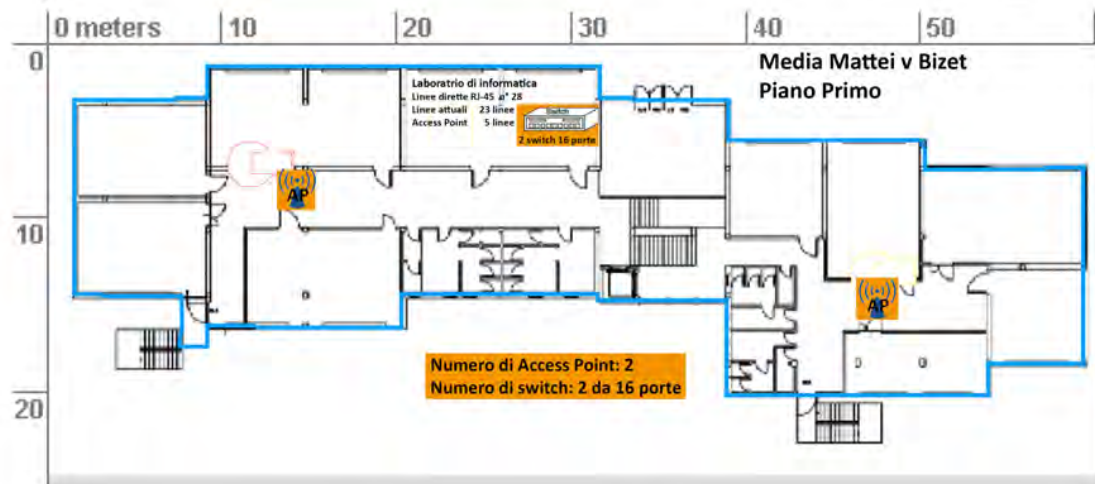 0 meters 10 20 30 40 50
0
10
20
Media Mattei v Bizet
Piano Primo
Laboratrio di informatica
Linee dirette RJ-45 n° 28
Linee attuali 23 linee
Access Point 5 linee
Switch
2 switch 16 porte
AP
AP
Numero di Access Point: 2
Numero di switch: 2 da 16 porte